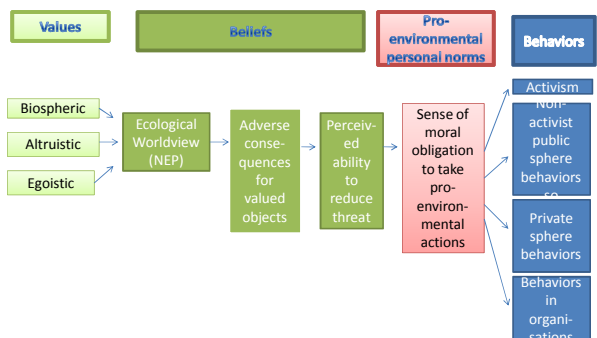 Values
Beliefs
Pro-
environmental
personal norms
Behaviors
Biospheric
Altruistic
Egoistic
Ecological
Worldview
(NEP)
Adverse
conse-
quences
for
valued
objects
Perceiv-
ed
ability
to
reduce
threat
Sense of
moral
obligation
to take
pro-
environ-
mental
actions
Activism
Non-
activist
public
sphere
behaviors
so
Private
sphere
behaviors
Behaviors
in
organi-
sations